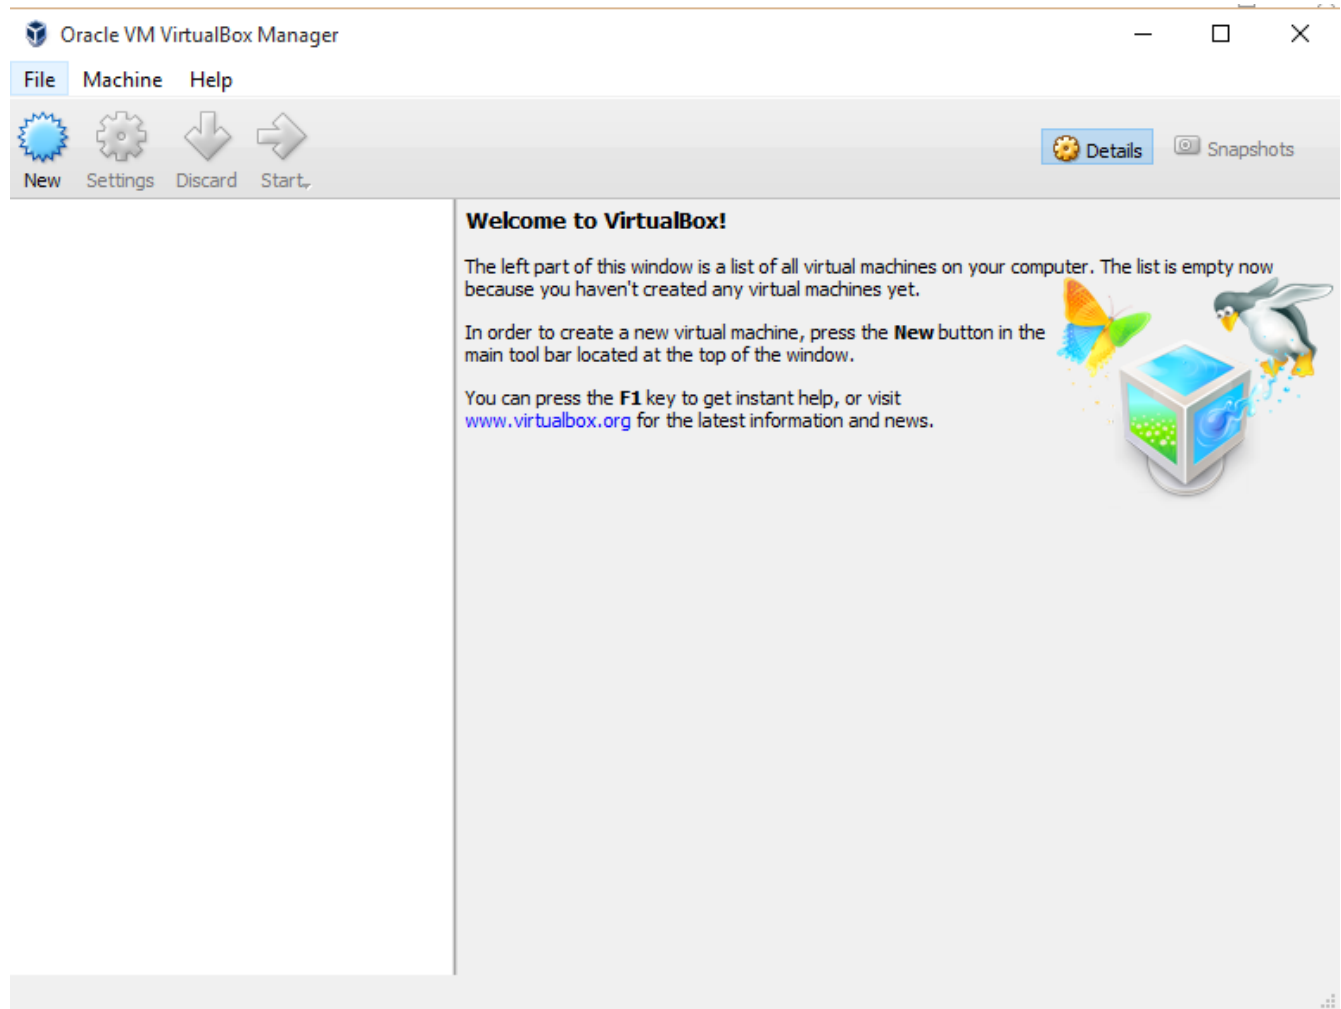 Oracle VM VirtualBox Manager
File Machine Help
New Settings Discard Start
Details Snapshots
Welcome to VirtualBox!
The left part of this window is a list of all virtual machines on your computer. The list is empty now
because you haven't created any virtual machines yet.
In order to create a new virtual machine, press the New button in the
main tool bar located at the top of the window.
You can press the F1 key to get instant help, or visit
www.virtualbox.org for the latest information and news.